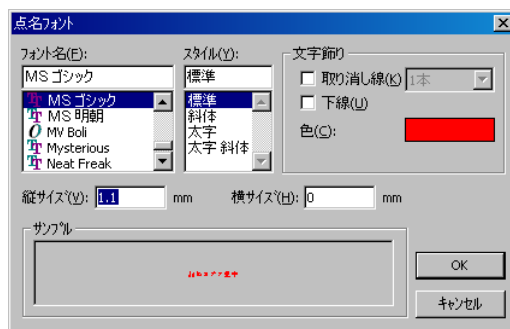 点名フォント
フォント名(F):
MS ゴシック
MS ゴシック
MS 明朝
MV Boli
Mysterious
Neat Freak
スタイル(Y):
標準
標準
斜体
太字
太字 斜体
文字飾り
取り消し線(K) 1本
下線(U)
色(C):
縦サイズ(V): 1.1 mm 横サイズ(H): 0 mm
サンプル
OK
キャンセル